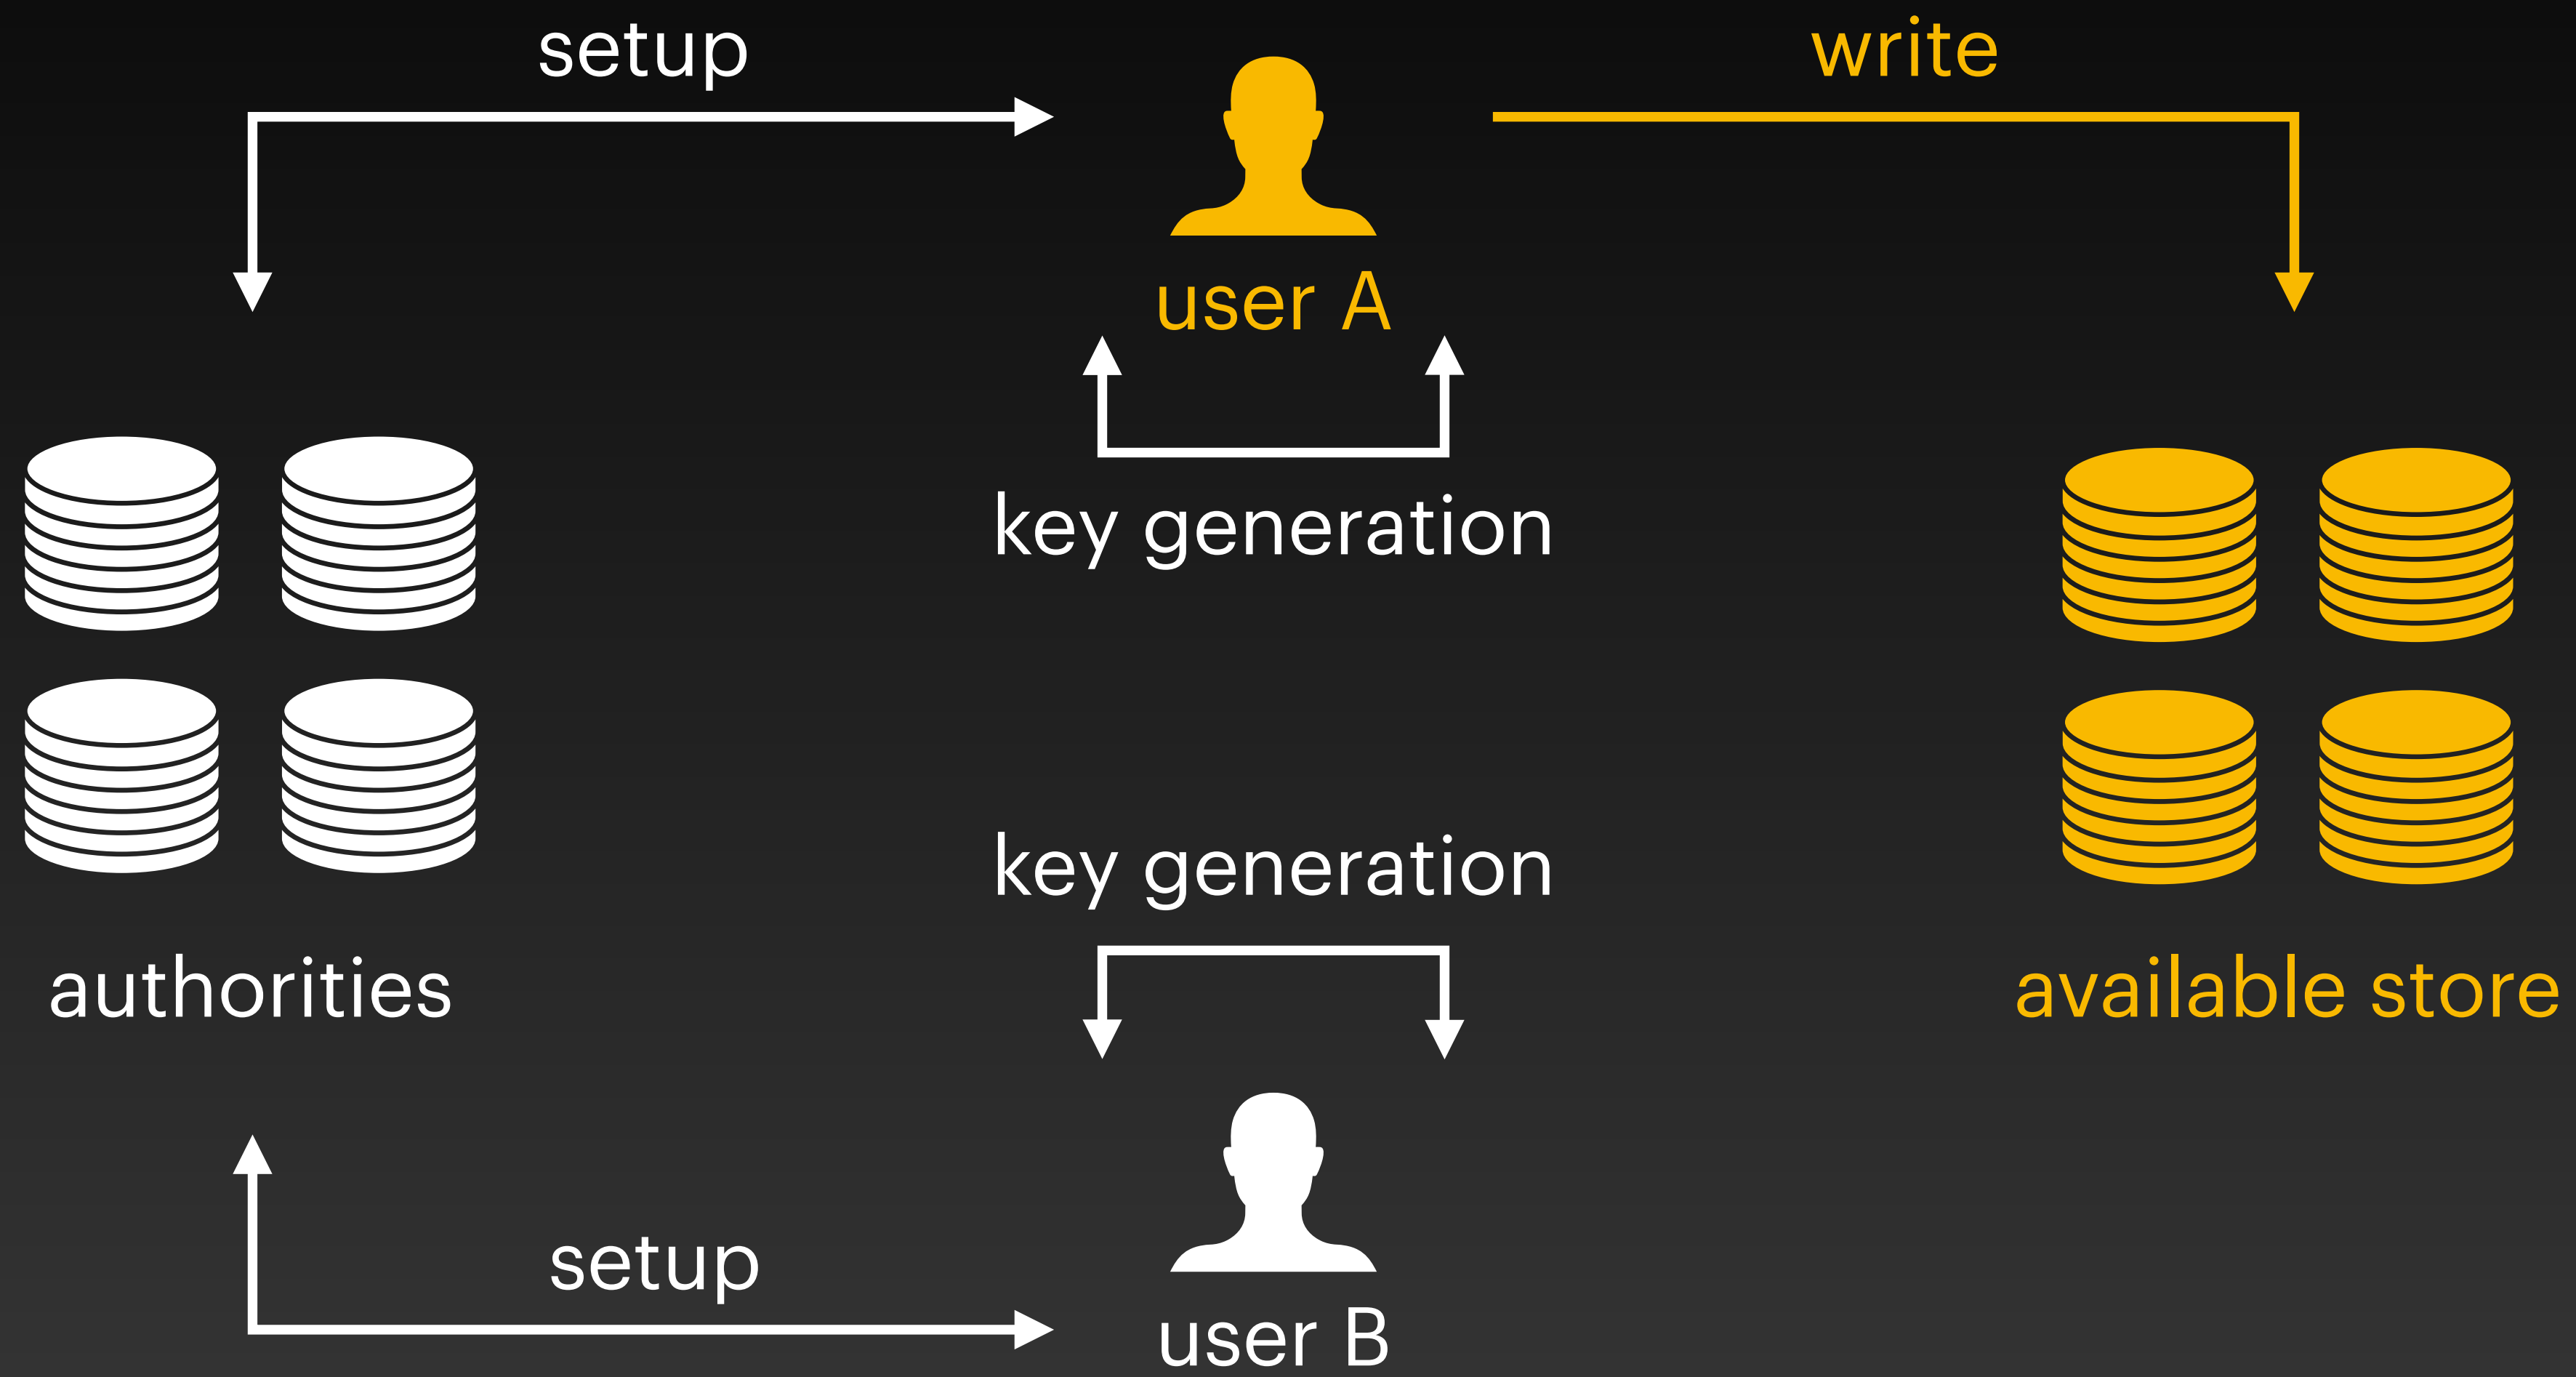 setup
write
user A
key generation
key generation
authorities
available store
setup
user B